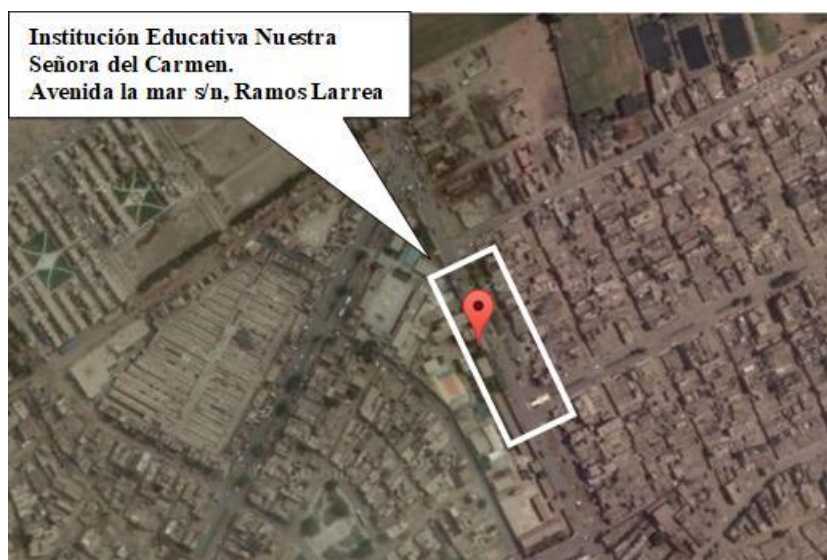 Institución Educativa Nuestra
Señora del Carmen.
Avenida la mar s/n, Ramos Larrea